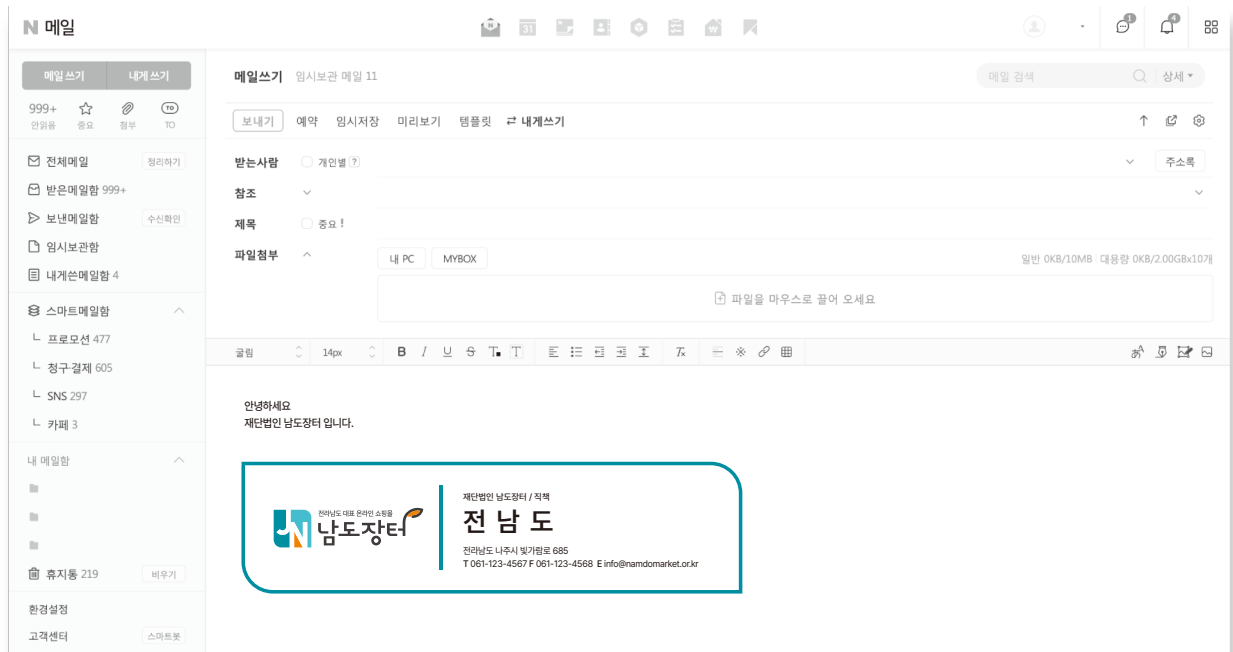 N 메일
31
W
1
4
메일 쓰기 내게 쓰기
999+
안읽음 중요 첨부 TO
TO
전체메일 정리하기
받은메일함 999+
보낸메일함 수신확인
임시보관함
내게쓴메일함 4
스마트메일함
프로모션 477
청구·결제 605
SNS 297
카페 3
내 메일함
휴지통 219 비우기
환경설정
고객센터 스마트봇
메일쓰기 임시보관 메일 11
메일 검색 상세
보내기 예약 임시저장 미리보기 템플릿 내게쓰기
받는사람 개인별 ? 주소록
참조
제목 중요 !
파일첨부 내 PC MYBOX 일반 0KB/10MB 대용량 0KB/2.00GBx10개
파일을 마우스로 끌어 오세요
굴림 14px B I U S T T Tx
안녕하세요
재단법인 남도장터 입니다.
전라남도 대표 온라인 쇼핑몰
남도장터
재단법인 남도장터 / 직책
전남도
전라남도 나주시 빛가람로 685
T 061-123-4567 F 061-123-4568 E info@namdomarket.or.kr